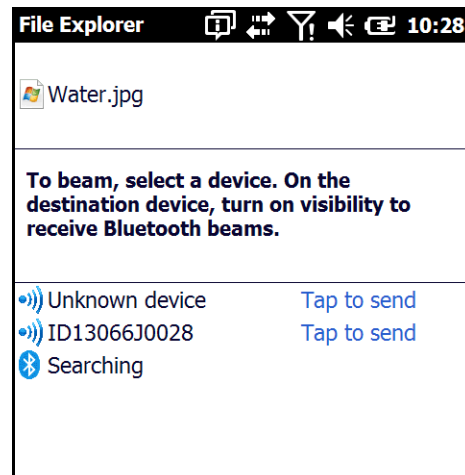 File Explorer 10:28
Water.jpg
To beam, select a device. On the
destination device, turn on visibility to
receive Bluetooth beams.
Unknown device Tap to send
ID13066J0028 Tap to send
Searching